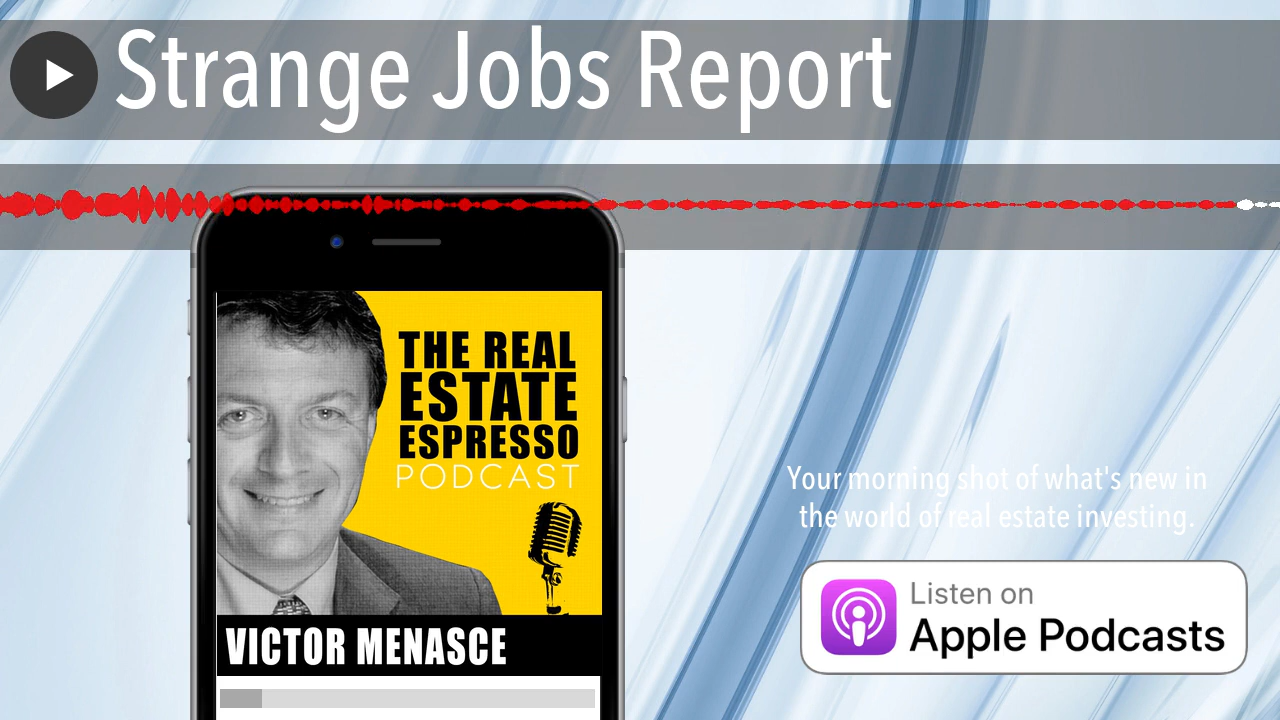 Strange Jobs Report
THE REAL
ESTATE
ESPRESSO
PODCAST
VICTOR MENASCE
Your morning shot of what's new in
the world of real estate investing.
Listen on
Apple Podcasts